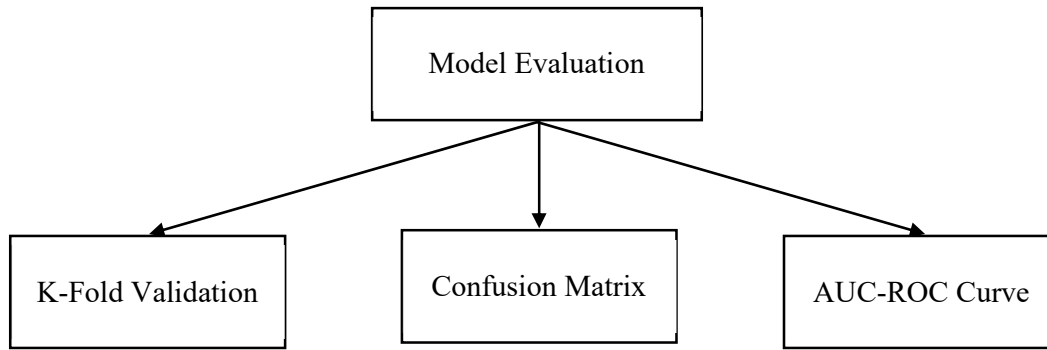 Model Evaluation
K-Fold Validation
Confusion Matrix
AUC-ROC Curve